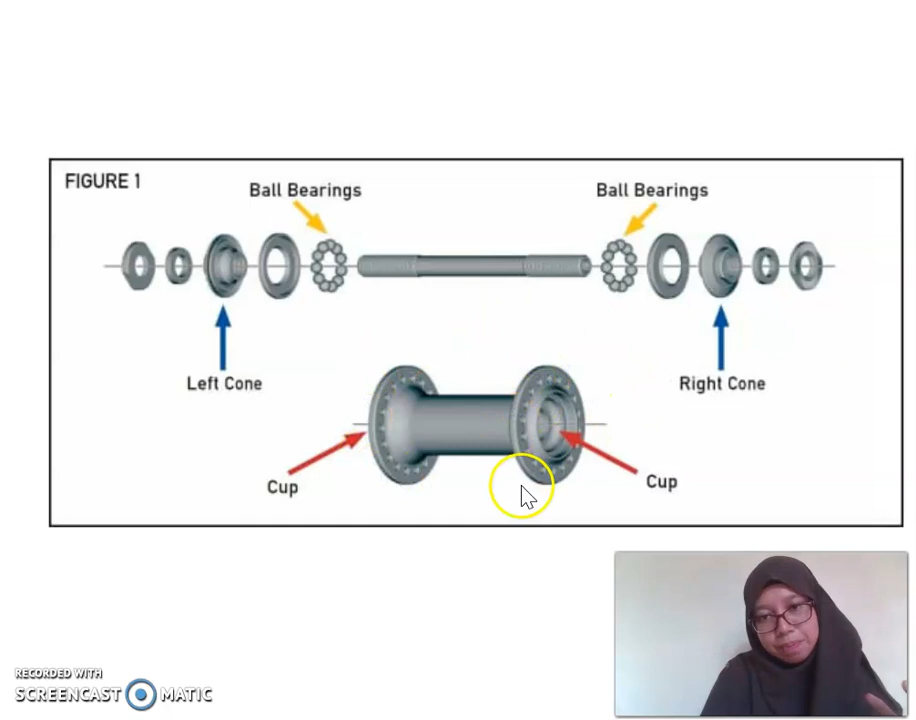 FIGURE 1
Ball Bearings
Ball Bearings
Left Cone
Right Cone
Cup
Cup
RECORDED WITH
SCREENCAST MATIC